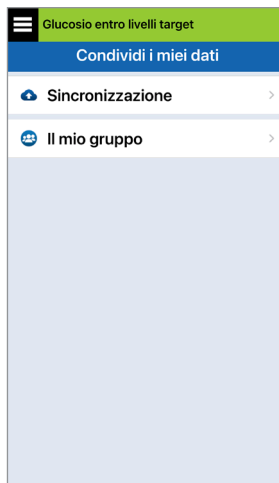 Glucosio entro livelli target
Condividi i miei dati
Sincronizzazione
Il mio gruppo